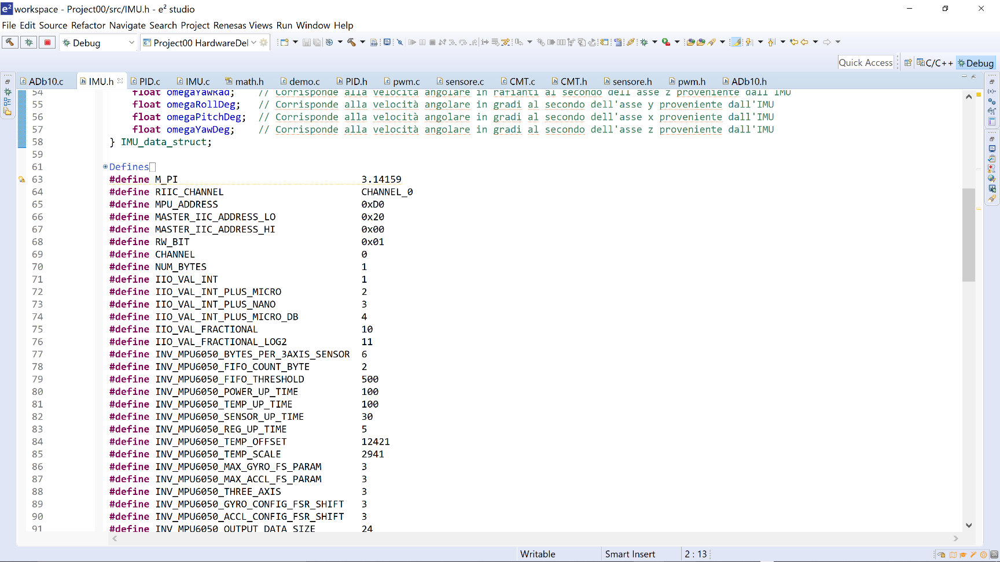 e² workspace - Project00/src/IMU.h - e² studio
File Edit Source Refactor Navigate Search Project Renesas Views Run Window Help
Debug Project00 HardwareDel
Quick Access C/C++ Debug
ADb10.c IMU.h PID.c IMU.c math.h demo.c PID.h pwm.c sensore.c CMT.c CMT.h sensore.h pwm.h ADb10.h
54 float omegaYawRad; // Corrisponde alla velocità angolare in rafianti al secondo dell'asse z proveniente dall'IMU
55 float omegaRollDeg; // Corrisponde alla velocità angolare in gradi al secondo dell'asse y proveniente dall'IMU
56 float omegaPitchDeg; // Corrisponde alla velocità angolare in gradi al secondo dell'asse x proveniente dall'IMU
57 float omegaYawDeg; // Corrisponde alla velocità angolare in gradi al secondo dell'asse z proveniente dall'IMU
58 } IMU_data_struct;
59
61 Defines
63 #define M_PI 3.14159
64 #define RIIC_CHANNEL CHANNEL_0
65 #define MPU_ADDRESS 0xD0
66 #define MASTER_IIC_ADDRESS_LO 0x20
67 #define MASTER_IIC_ADDRESS_HI 0x00
68 #define RW_BIT 0x01
69 #define CHANNEL 0
70 #define NUM_BYTES 1
71 #define IIO_VAL_INT 1
72 #define IIO_VAL_INT_PLUS_MICRO 2
73 #define IIO_VAL_INT_PLUS_NANO 3
74 #define IIO_VAL_INT_PLUS_MICRO_DB 4
75 #define IIO_VAL_FRACTIONAL 10
76 #define IIO_VAL_FRACTIONAL_LOG2 11
77 #define INV_MPU6050_BYTES_PER_3AXIS_SENSOR 6
78 #define INV_MPU6050_FIFO_COUNT_BYTE 2
79 #define INV_MPU6050_FIFO_THRESHOLD 500
80 #define INV_MPU6050_POWER_UP_TIME 100
81 #define INV_MPU6050_TEMP_UP_TIME 100
82 #define INV_MPU6050_SENSOR_UP_TIME 30
83 #define INV_MPU6050_REG_UP_TIME 5
84 #define INV_MPU6050_TEMP_OFFSET 12421
85 #define INV_MPU6050_TEMP_SCALE 2941
86 #define INV_MPU6050_MAX_GYRO_FS_PARAM 3
87 #define INV_MPU6050_MAX_ACCL_FS_PARAM 3
88 #define INV_MPU6050_THREE_AXIS 3
89 #define INV_MPU6050_GYRO_CONFIG_FSR_SHIFT 3
90 #define INV_MPU6050_ACCL_CONFIG_FSR_SHIFT 3
91 #define INV_MPU6050_OUTPUT_DATA_SIZE 24
Writable Smart Insert 2 : 13